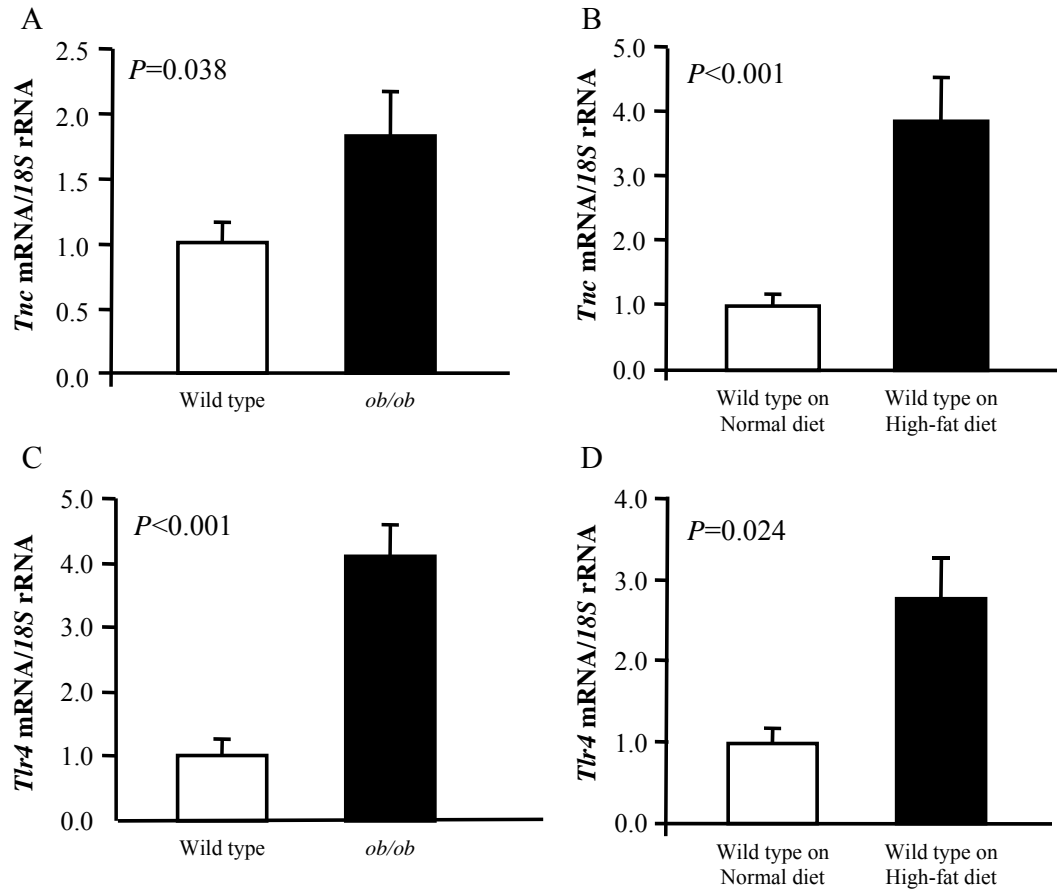 A
Tnc mRNA/18S rRNA
2.5
2.0
1.5
1.0
0.5
0.0
P=0.038
Wild type
ob/ob
B
Tnc mRNA/18S rRNA
5.0
4.0
3.0
2.0
1.0
0.0
P<0.001
Wild type on
Normal diet
Wild type on
High-fat diet
C
Tlr4 mRNA/18S rRNA
5.0
4.0
3.0
2.0
1.0
0.0
P<0.001
Wild type
ob/ob
D
Tlr4 mRNA/18S rRNA
4.0
3.0
2.0
1.0
0.0
P=0.024
Wild type on
Normal diet
Wild type on
High-fat diet